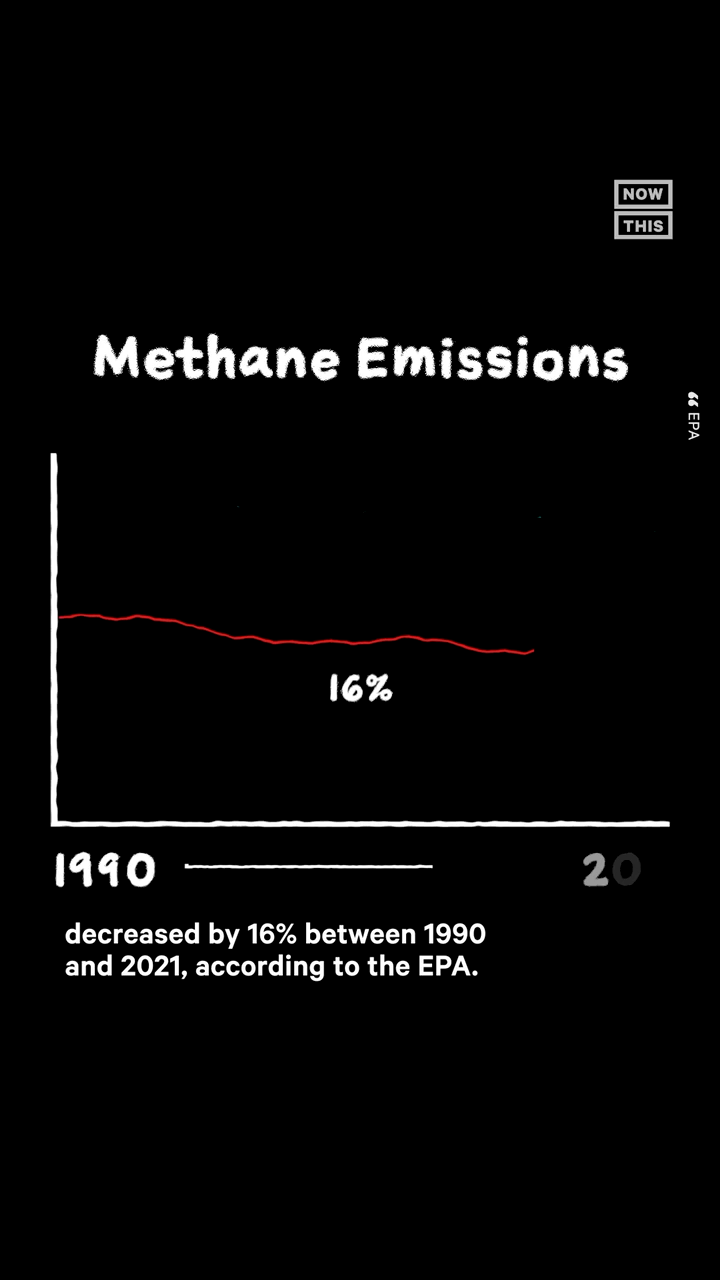 NOW
THIS
Methane Emissions
“ EPA
16%
1990
20
decreased by 16% between 1990
and 2021, according to the EPA.